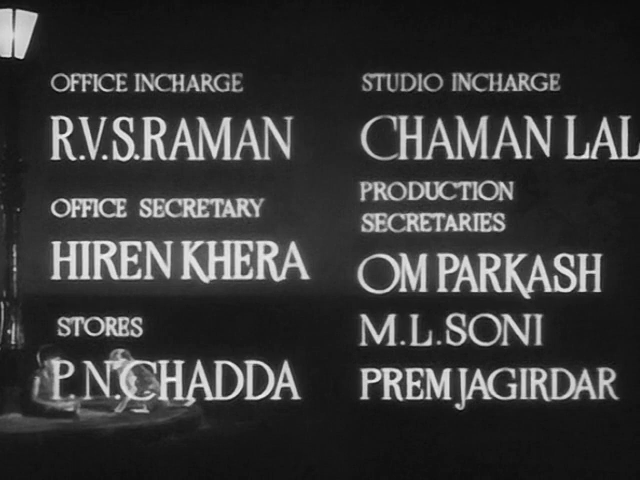 OFFICE INCHARGE
R.V.S.RAMAN
OFFICE SECRETARY
HIREN KHERA
STORES
P.N.CHADDA
STUDIO INCHARGE
CHAMAN LAL
PRODUCTION
SECRETARIES
OM PARKASH
M.L.SONI
PREM JAGIRDAR